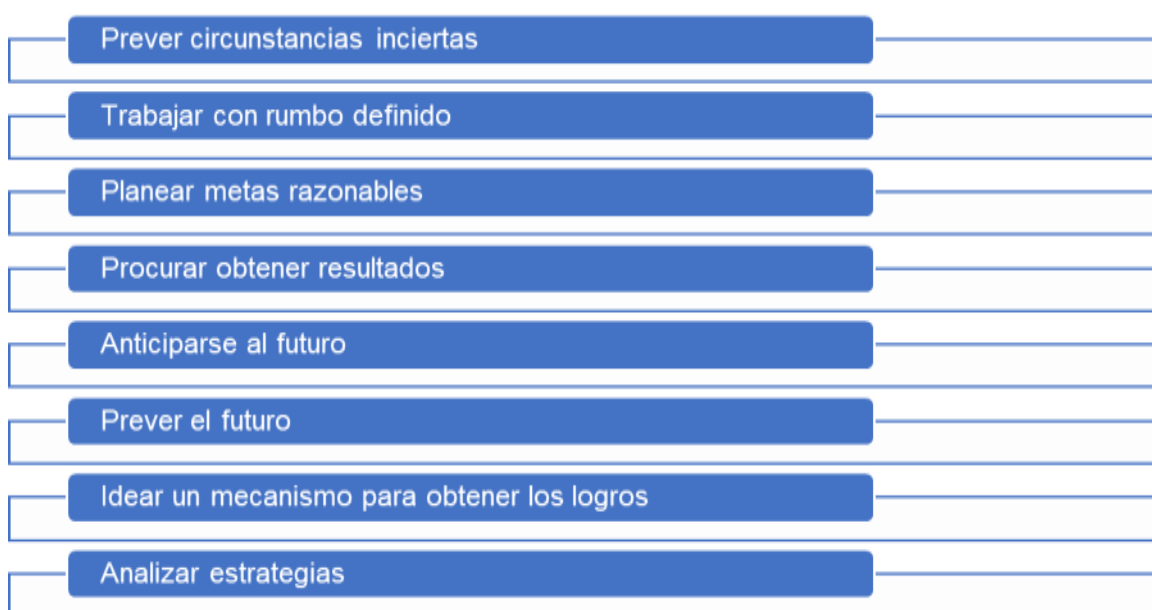 Prever circunstancias inciertas
Trabajar con rumbo definido
Planear metas razonables
Procurar obtener resultados
Anticiparse al futuro
Prever el futuro
Idear un mecanismo para obtener los logros
Analizar estrategias